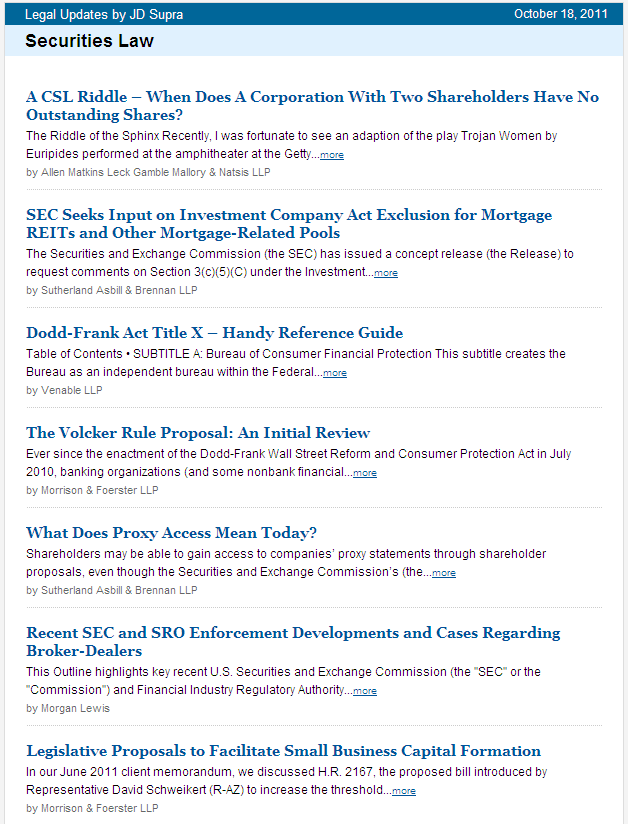 Legal Updates by JD Supra
October 18, 2011
Securities Law
A CSL Riddle – When Does A Corporation With Two Shareholders Have No
Outstanding Shares?
The Riddle of the Sphinx Recently, I was fortunate to see an adaption of the play Trojan Women by
Euripides performed at the amphitheater at the Getty...more
by Allen Matkins Leck Gamble Mallory & Natsis LLP
SEC Seeks Input on Investment Company Act Exclusion for Mortgage
REITs and Other Mortgage-Related Pools
The Securities and Exchange Commission (the SEC) has issued a concept release (the Release) to
request comments on Section 3(c)(5)(C) under the Investment...more
by Sutherland Asbill & Brennan LLP
Dodd-Frank Act Title X – Handy Reference Guide
Table of Contents • SUBTITLE A: Bureau of Consumer Financial Protection This subtitle creates the
Bureau as an independent bureau within the Federal...more
by Venable LLP
The Volcker Rule Proposal: An Initial Review
Ever since the enactment of the Dodd-Frank Wall Street Reform and Consumer Protection Act in July
2010, banking organizations (and some nonbank financial...more
by Morrison & Foerster LLP
What Does Proxy Access Mean Today?
Shareholders may be able to gain access to companies' proxy statements through shareholder
proposals, even though the Securities and Exchange Commission's (the...more
by Sutherland Asbill & Brennan LLP
Recent SEC and SRO Enforcement Developments and Cases Regarding
Broker-Dealers
This Outline highlights key recent U.S. Securities and Exchange Commission (the "SEC" or the
"Commission") and Financial Industry Regulatory Authority...more
by Morgan Lewis
Legislative Proposals to Facilitate Small Business Capital Formation
In our June 2011 client memorandum, we discussed H.R. 2167, the proposed bill introduced by
Representative David Schweikert (R-AZ) to increase the threshold...more
by Morrison & Foerster LLP